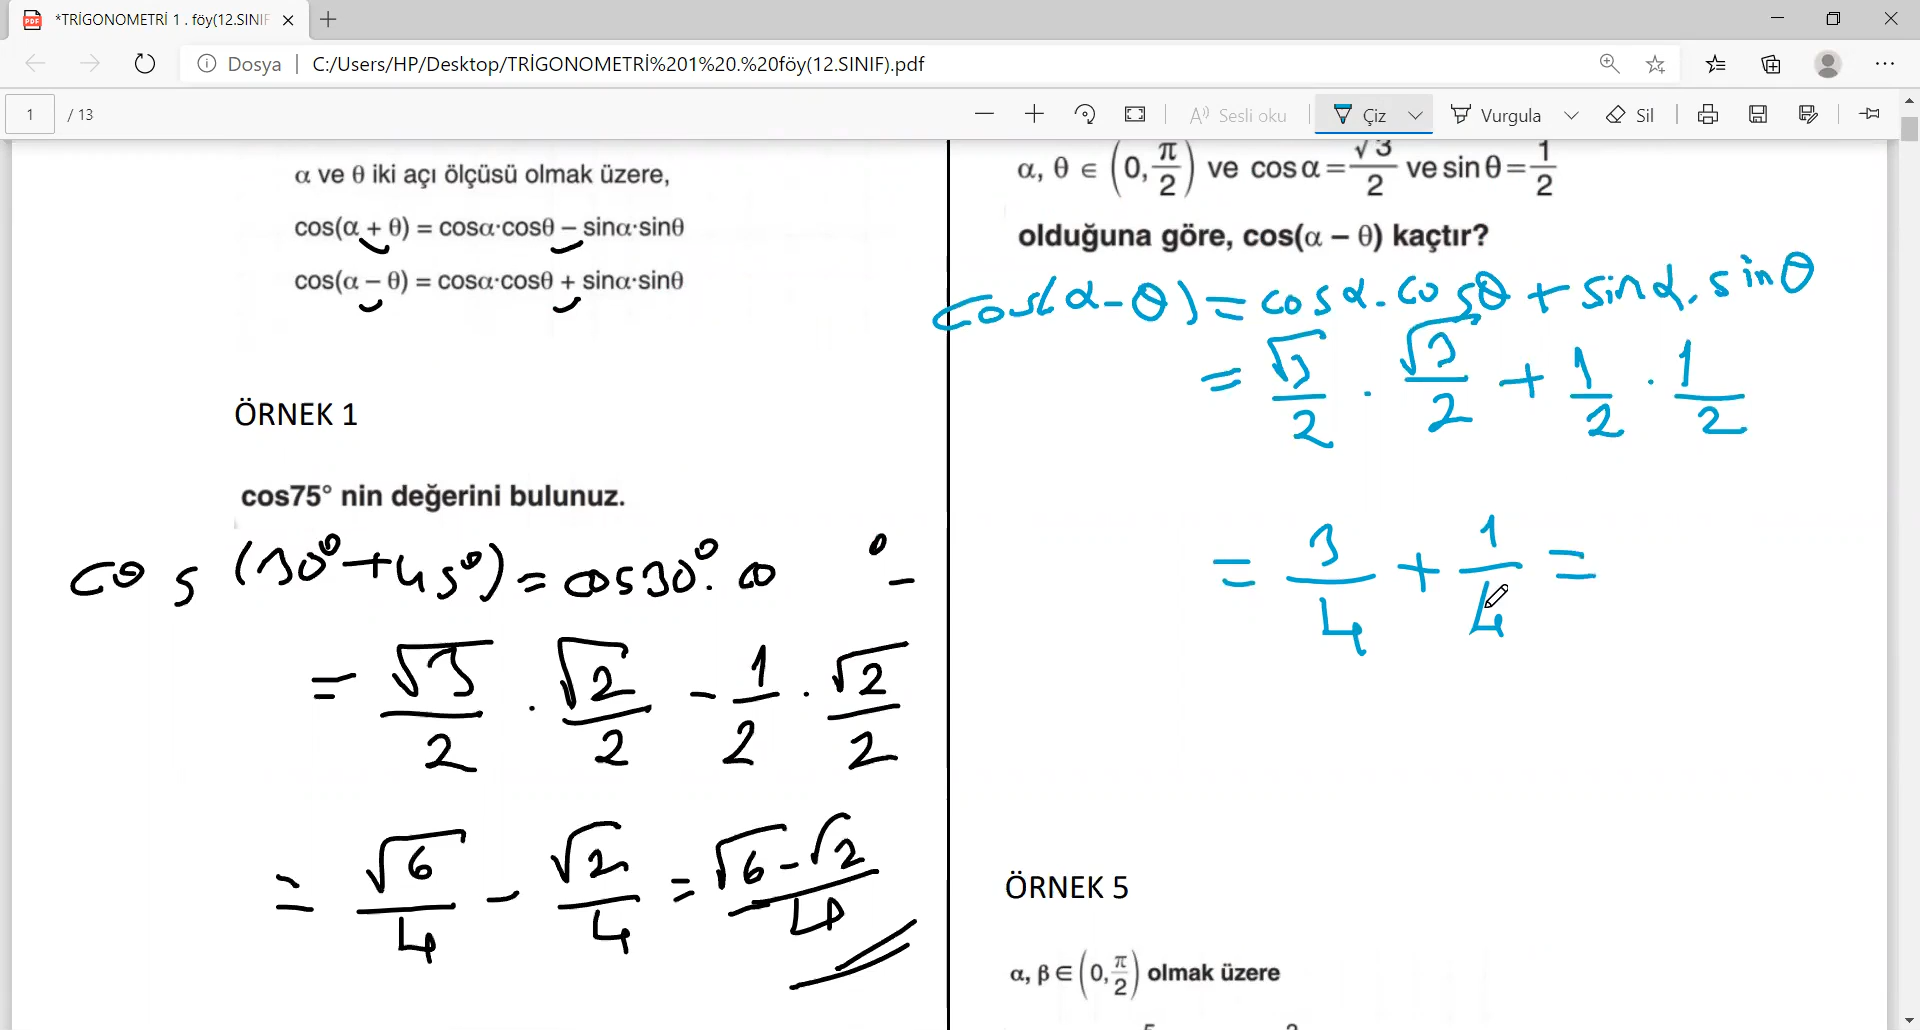 *TRİGONOMETRİ 1 . föy(12.SINIF
Dosya | C:/Users/HP/Desktop/TRİGONOMETRİ%201%20.%20föy(12.SINIF).pdf
1 / 13
Sesli oku
Çiz
Vurgula
Sil
α ve θ iki açı ölçüsü olmak üzere,
cos(α + θ) = cosα·cosθ – sinα·sinθ
cos(α – θ) = cosα·cosθ + sinα·sinθ
ÖRNEK 1
cos75° nin değerini bulunuz.
cos (30°+45°) = cos30°. co ° –
= √3/2 . √2/2 - 1/2 . √2/2
= √6/4 - √2/4 = √6-√2/4
α, θ ∈ (0, π/2) ve cosα = √3/2 ve sinθ = 1/2
olduğuna göre, cos(α – θ) kaçtır?
cos(α-θ) = cosα. cosθ + sinα. sinθ
= √3/2 . √3/2 + 1/2 . 1/2
= 3/4 + 1/4 =
ÖRNEK 5
α, β ∈ (0, π/2) olmak üzere